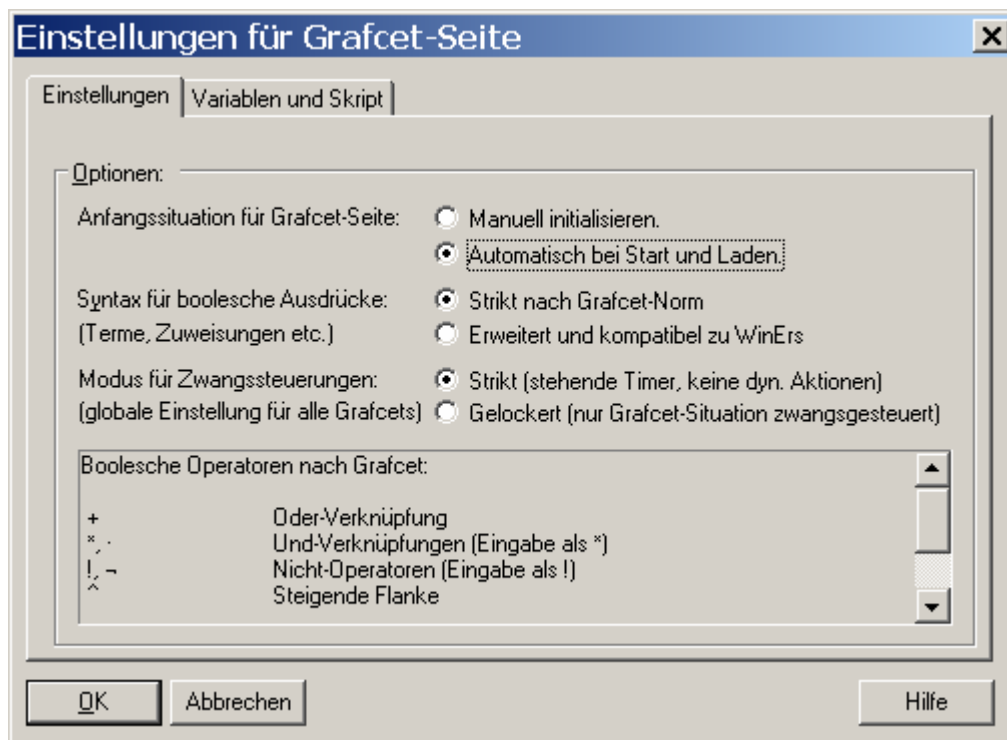 Einstellungen für Grafcet-Seite
Einstellungen
Variablen und Skript
Optionen:
Anfangssituation für Grafcet-Seite:
Manuell initialisieren.
Automatisch bei Start und Laden.
Syntax für boolesche Ausdrücke:
Strikt nach Grafcet-Norm
(Terme, Zuweisungen etc.)
Erweitert und kompatibel zu WinErs
Modus für Zwangssteuerungen:
Strikt (stehende Timer, keine dyn. Aktionen)
(globale Einstellung für alle Grafcets)
Gelockert (nur Grafcet-Situation zwangsgesteuert)
Boolesche Operatoren nach Grafcet:
+ Oder-Verknüpfung
*, · Und-Verknüpfungen (Eingabe als *)
!, ¬ Nicht-Operatoren (Eingabe als !)
^ Steigende Flanke
OK
Abbrechen
Hilfe